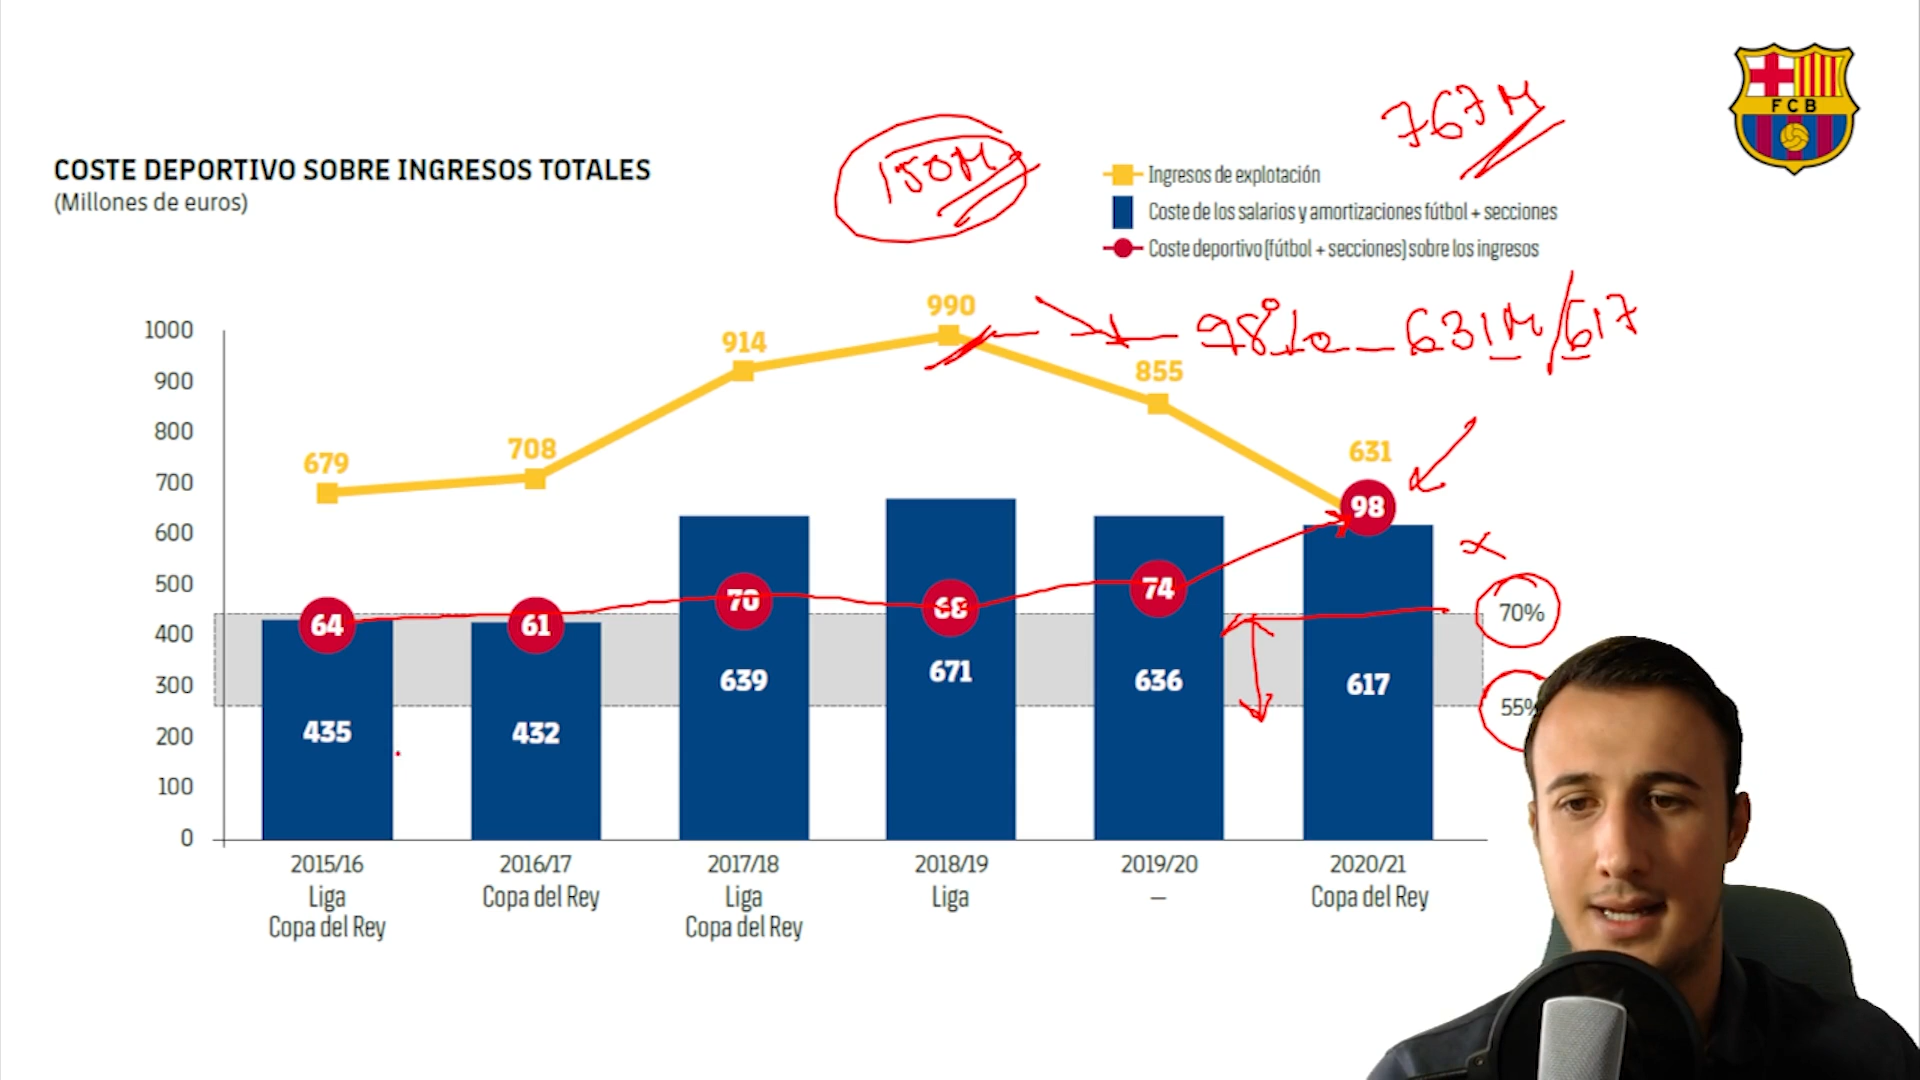 767M
FCB
150M
COSTE DEPORTIVO SOBRE INGRESOS TOTALES
(Millones de euros)
Ingresos de explotación
Coste de los salarios y amortizaciones fútbol + secciones
Coste deportivo (fútbol + secciones) sobre los ingresos
98% 631M/617
1000
900
800
700
600
500
400
300
200
100
0
679
708
914
990
855
631
64
61
70
68
74
98
435
432
639
671
636
617
70%
55%
2015/16
Liga
Copa del Rey
2016/17
Copa del Rey
2017/18
Liga
Copa del Rey
2018/19
Liga
2019/20
—
2020/21
Copa del Rey